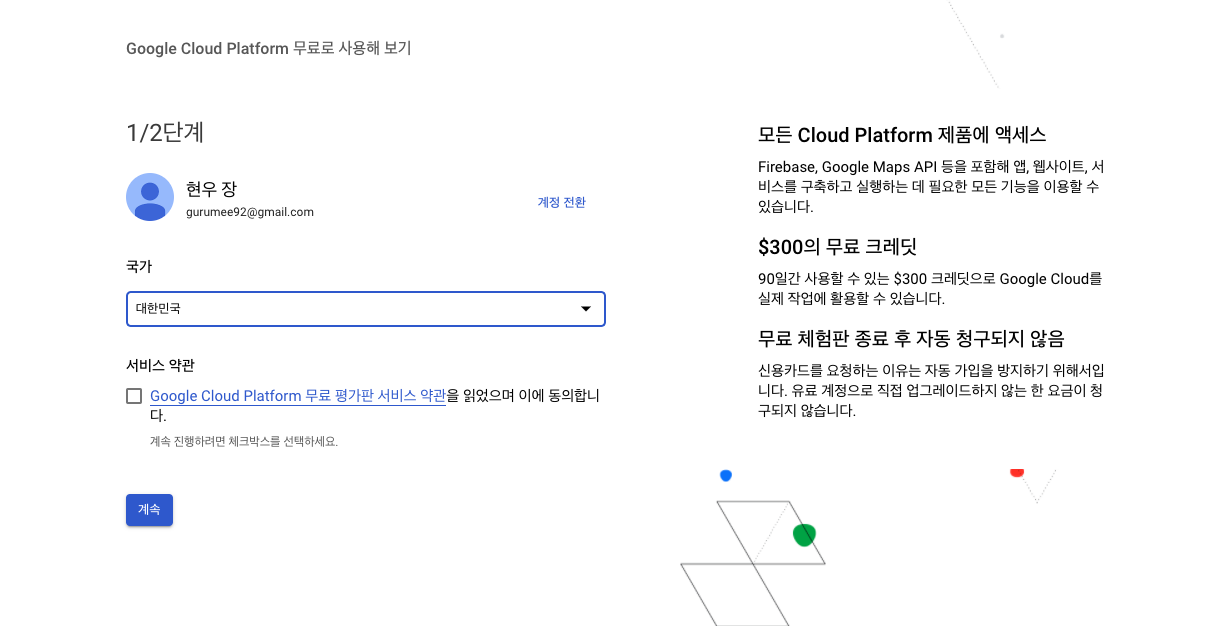 Google Cloud Platform 무료로 사용해 보기
1/2단계
현우 장
gurumee92@gmail.com
계정 전환
국가
대한민국
서비스 약관
Google Cloud Platform 무료 평가판 서비스 약관을 읽었으며 이에 동의합니
다.
계속 진행하려면 체크박스를 선택하세요.
계속
모든 Cloud Platform 제품에 액세스
Firebase, Google Maps API 등을 포함해 앱, 웹사이트, 서
비스를 구축하고 실행하는 데 필요한 모든 기능을 이용할 수
있습니다.
$300의 무료 크레딧
90일간 사용할 수 있는 $300 크레딧으로 Google Cloud를
실제 작업에 활용할 수 있습니다.
무료 체험판 종료 후 자동 청구되지 않음
신용카드를 요청하는 이유는 자동 가입을 방지하기 위해서입
니다. 유료 계정으로 직접 업그레이드하지 않는 한 요금이 청
구되지 않습니다.